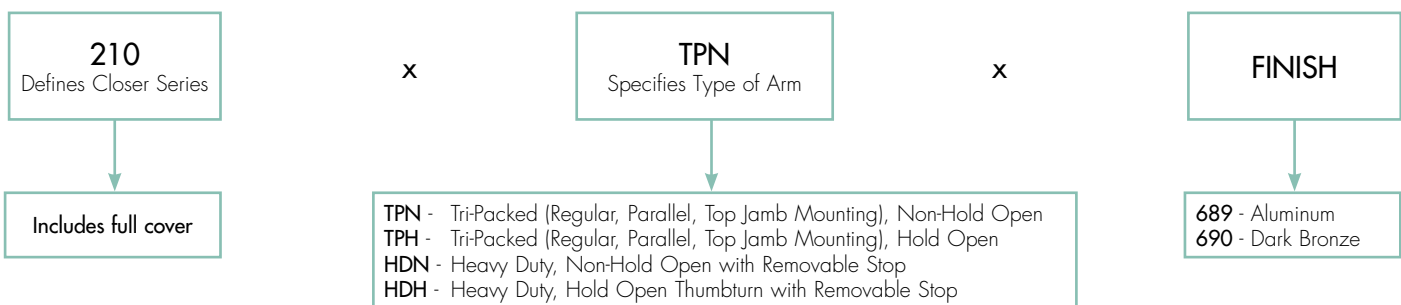 210
Defines Closer Series
x
TPN
Specifies Type of Arm
x
FINISH
Includes full cover
TPN - Tri-Packed (Regular, Parallel, Top Jamb Mounting), Non-Hold Open
TPH - Tri-Packed (Regular, Parallel, Top Jamb Mounting), Hold Open
HDN - Heavy Duty, Non-Hold Open with Removable Stop
HDH - Heavy Duty, Hold Open Thumbturn with Removable Stop
689 - Aluminum
690 - Dark Bronze